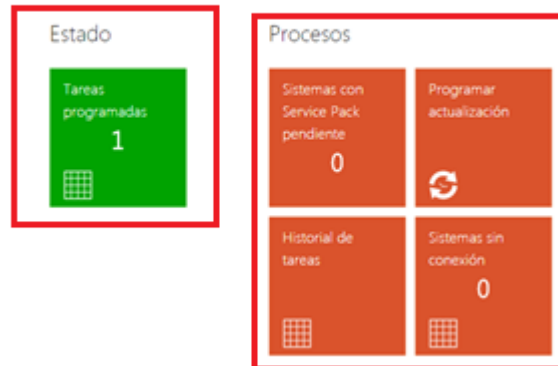 Estado
Tareas
programadas
1
Procesos
Sistemas con
Service Pack
pendiente
0
Programar
actualización
Historial de
tareas
Sistemas sin
conexión
0